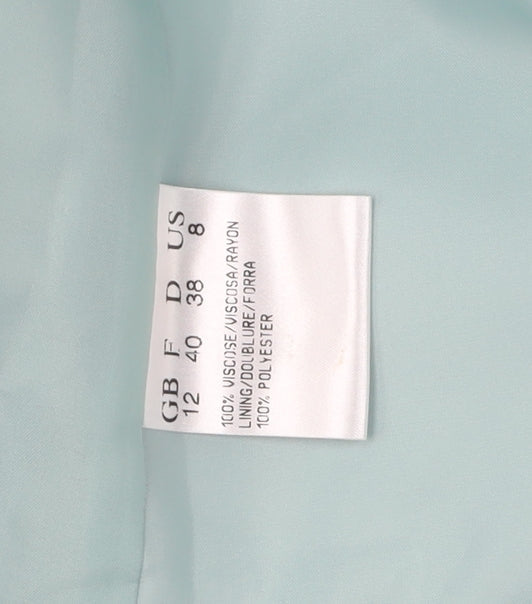 GB F D US
12 40 38 8
100% VISCOSE/VISCOSA/RAYON
LINING/DOUBLURE/FORRA
100% POLYESTER